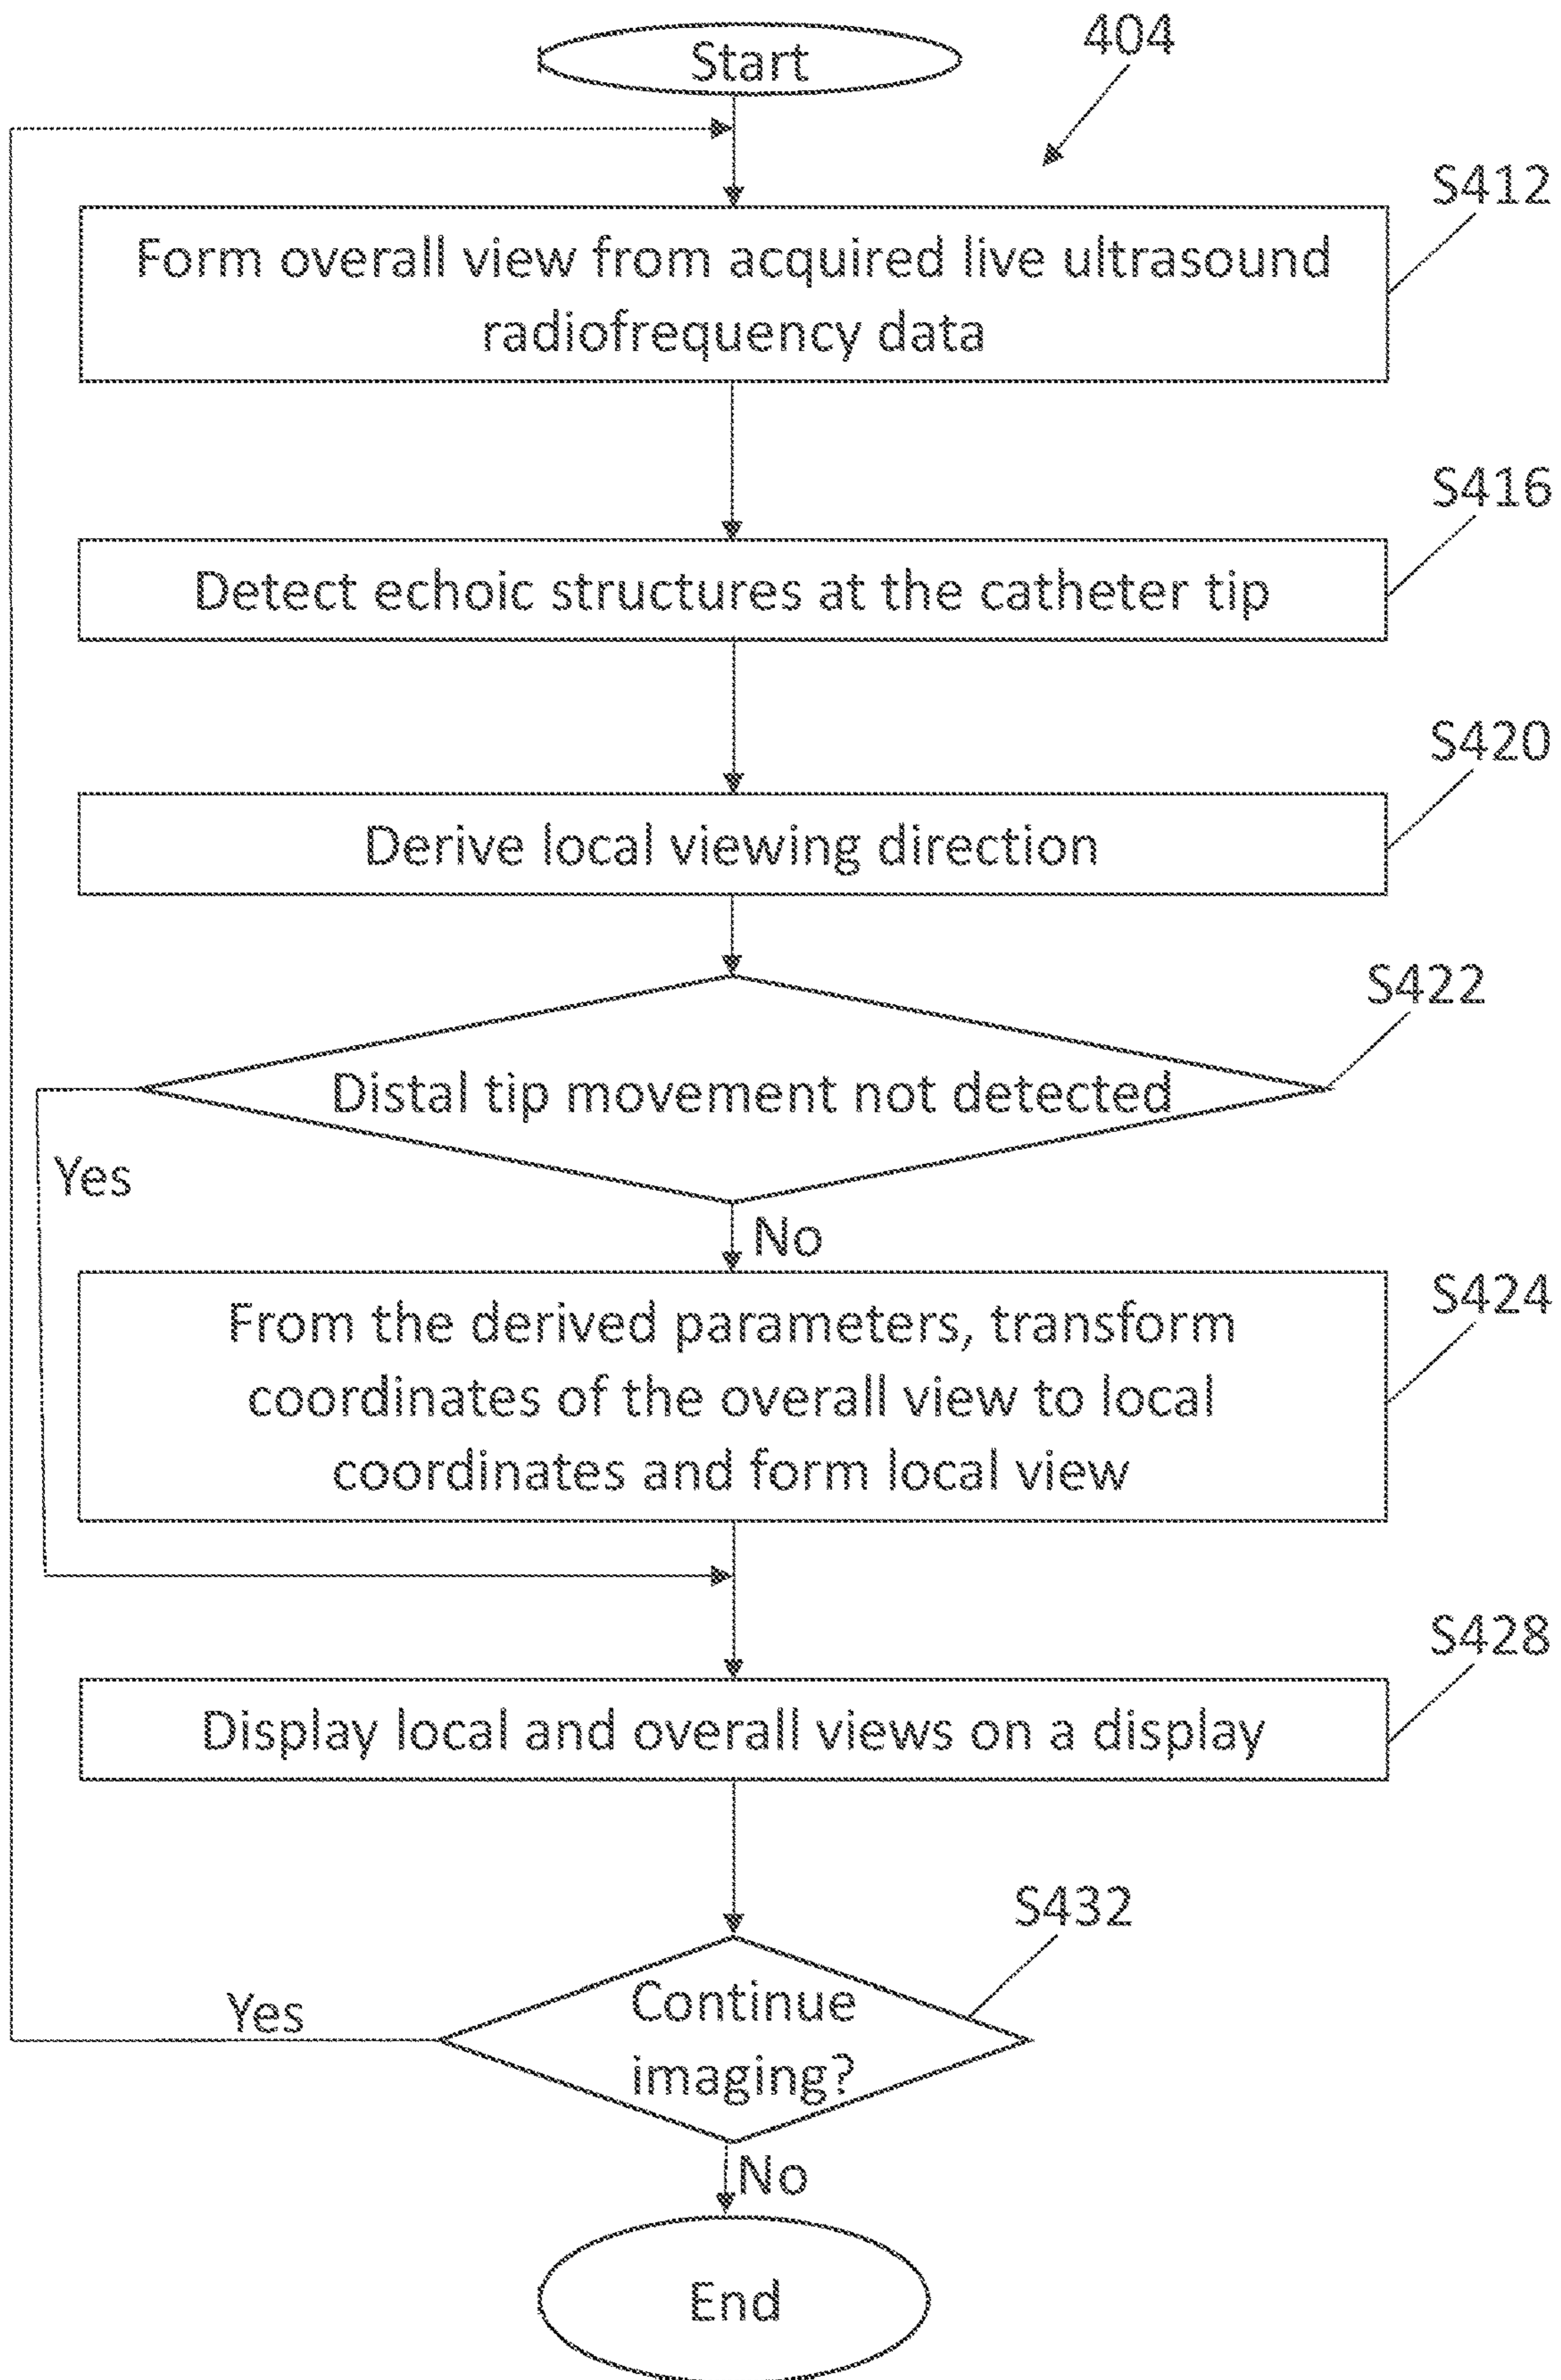 Start
404
S412
Form overall view from acquired live ultrasound
radiofrequency data
S416
Detect echoic structures at the catheter tip
S420
Derive local viewing direction
S422
Distal tip movement not detected
Yes
No
S424
From the derived parameters, transform
coordinates of the overall view to local
coordinates and form local view
S428
Display local and overall views on a display
S432
Continue
imaging?
Yes
No
End